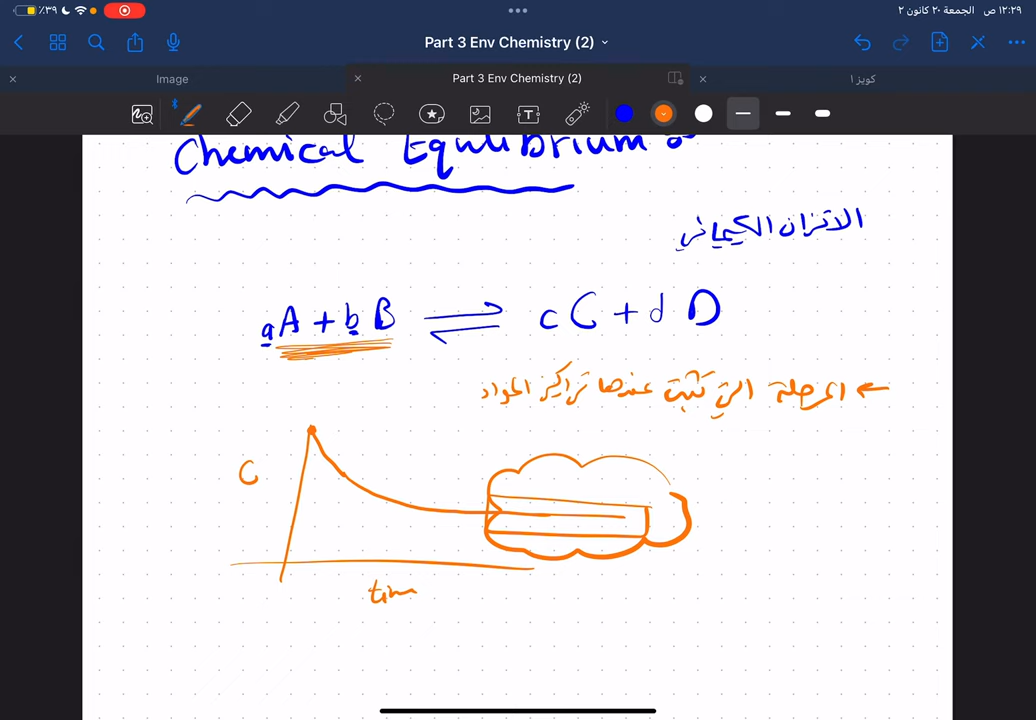 ٪٣٩
١٢:٢٩ ص الجمعة ٢٠ كانون ٢
Part 3 Env Chemistry (2)
Image
Part 3 Env Chemistry (2)
كويز ١
T
Chemical Equilibrium
الاتزان الكيميائي
aA + bB ⇌ cC + dD
← المرحلة التي تثبت عندها تراكيز المواد
C
tim